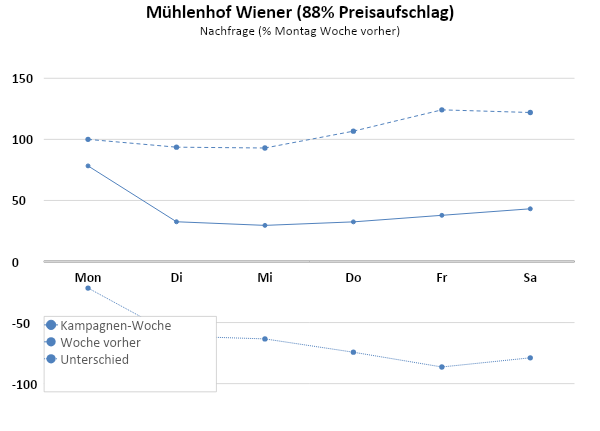 Mühlenhof Wiener (88% Preisaufschlag)
Nachfrage (% Montag Woche vorher)
150
100
50
0
Mon Di Mi Do Fr Sa
-50
Kampagnen-Woche
Woche vorher
Unterschied
-100